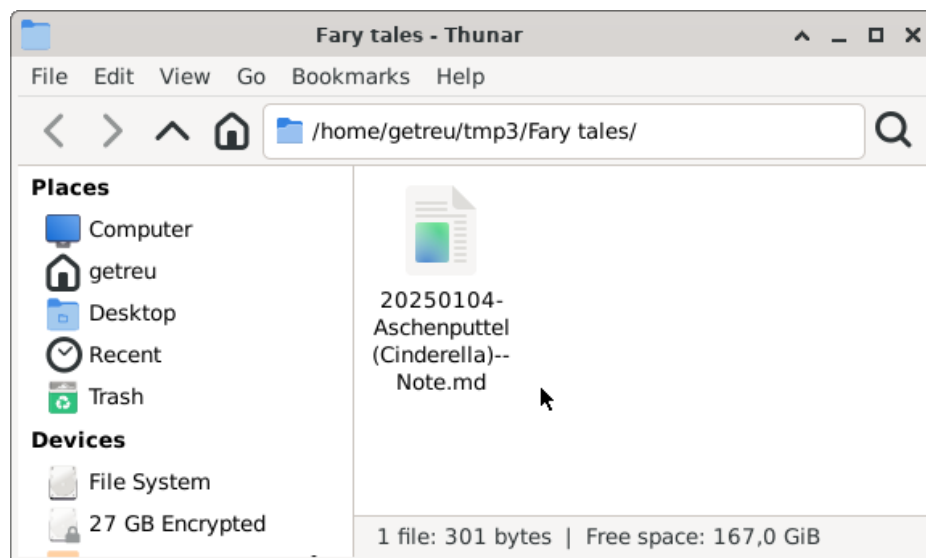 Fary tales - Thunar
File Edit View Go Bookmarks Help
/home/getreu/tmp3/Fary tales/
Places
Computer
getreu
Desktop
Recent
Trash
Devices
File System
27 GB Encrypted
20250104-
Aschenputtel
(Cinderella)--
Note.md
1 file: 301 bytes | Free space: 167,0 GiB